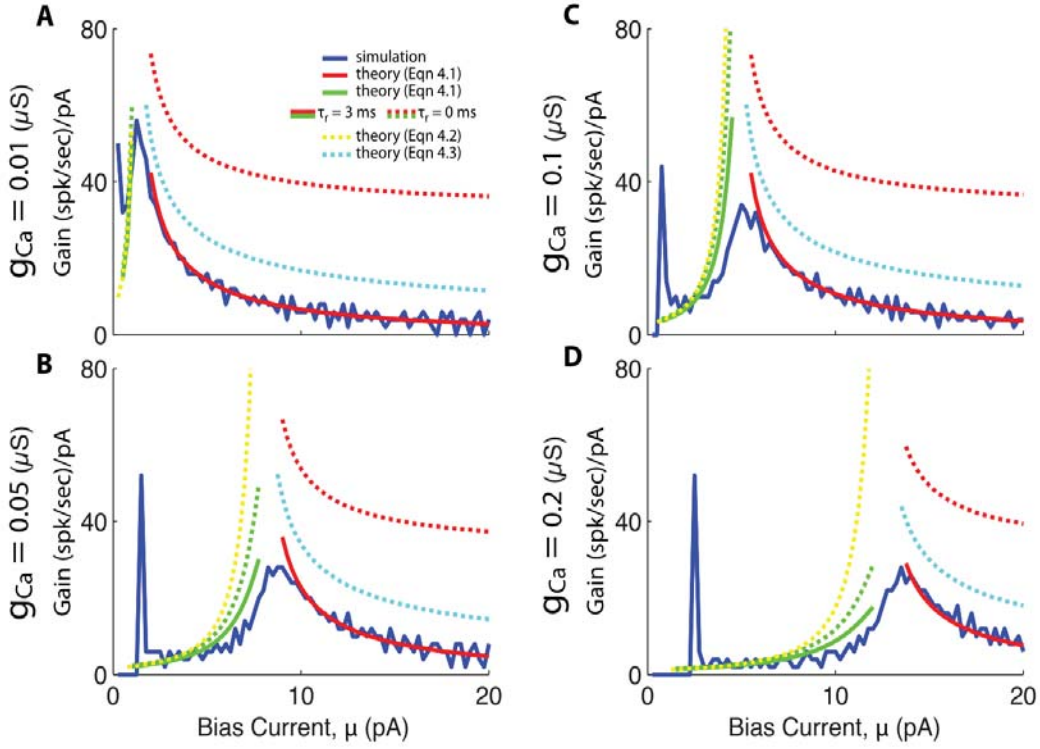 A
gCa = 0.01 (µS)
Gain (spk/sec)/pA
80
40
0
simulation
theory (Eqn 4.1)
theory (Eqn 4.1)
τr = 3 ms τr = 0 ms
theory (Eqn 4.2)
theory (Eqn 4.3)
C
gCa = 0.1 (µS)
Gain (spk/sec)/pA
80
40
0
B
gCa = 0.05 (µS)
Gain (spk/sec)/pA
80
40
0
0 10 20
Bias Current, µ (pA)
D
gCa = 0.2 (µS)
Gain (spk/sec)/pA
80
40
0
0 10 20
Bias Current, µ (pA)